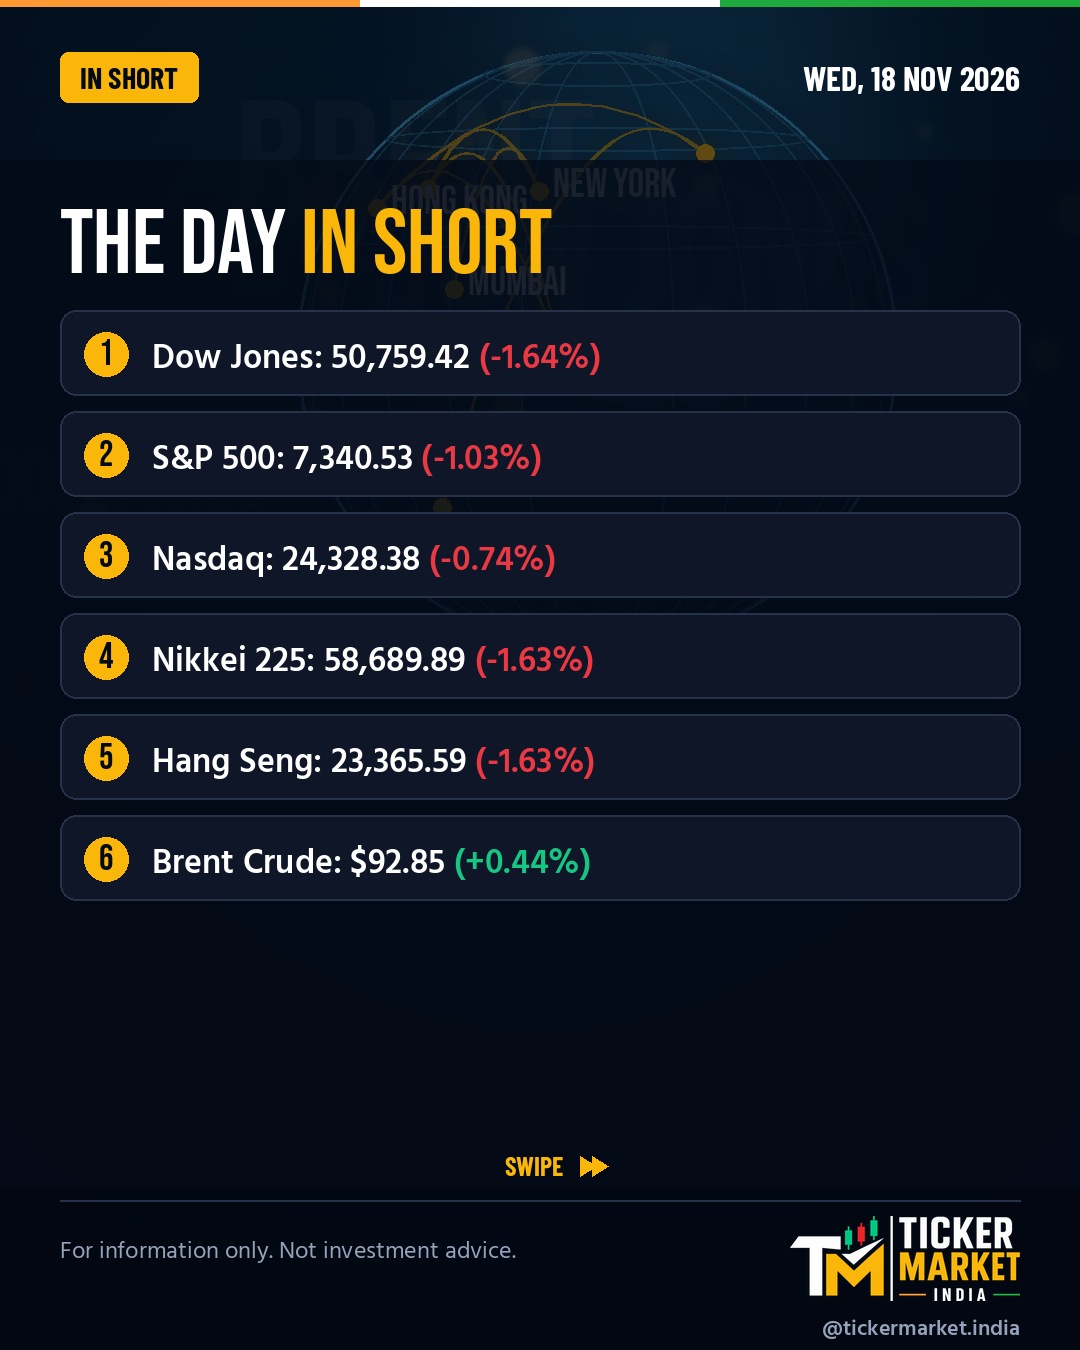 IN SHORT
WED, 18 NOV 2026
HONG KONG
NEW YORK
THE DAY IN SHORT
MUMBAI
1 Dow Jones: 50,759.42 (-1.64%)
2 S&P 500: 7,340.53 (-1.03%)
3 Nasdaq: 24,328.38 (-0.74%)
4 Nikkei 225: 58,689.89 (-1.63%)
5 Hang Seng: 23,365.59 (-1.63%)
6 Brent Crude: $92.85 (+0.44%)
SWIPE
For information only. Not investment advice.
TM
TICKER
MARKET
INDIA
@tickermarket.india